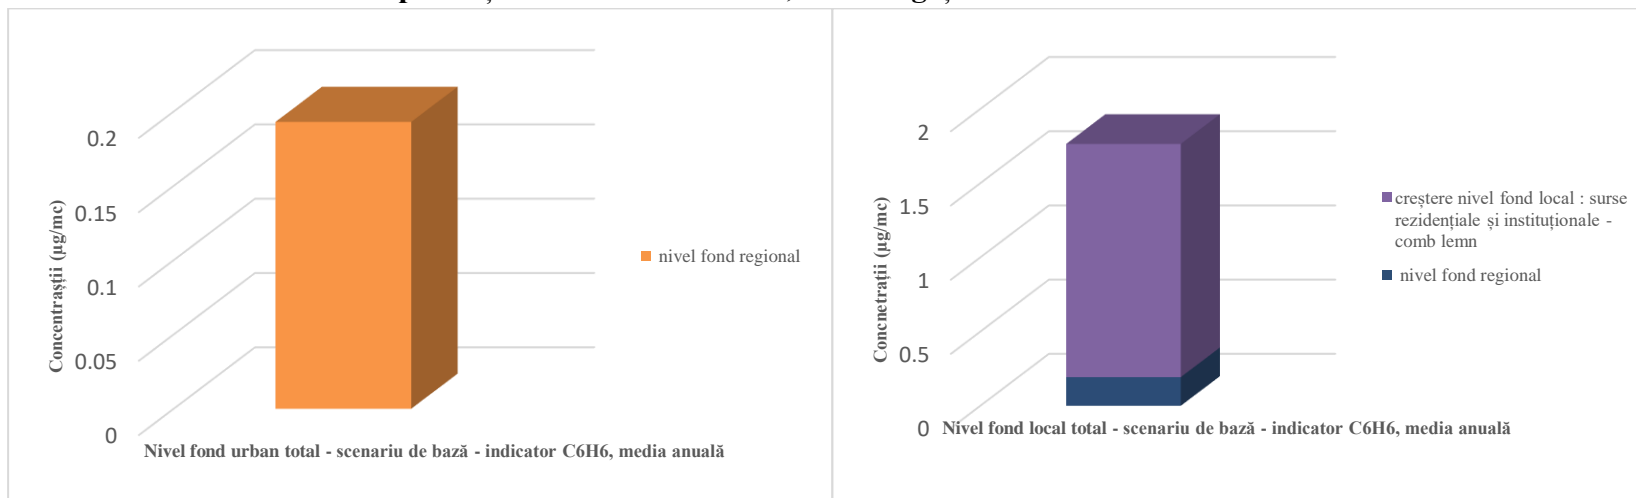 0.2
0.15
0.1
0.05
0
Concentraștii (µg/mc)
nivel fond regional
Nivel fond urban total - scenariu de bază - indicator C6H6, media anuală
2
1.5
1
0.5
0
Concnetrații (µg/mc)
creștere nivel fond local : surse
rezidențiale și instituționale -
comb lemn
nivel fond regional
Nivel fond local total - scenariu de bază - indicator C6H6, media anuală